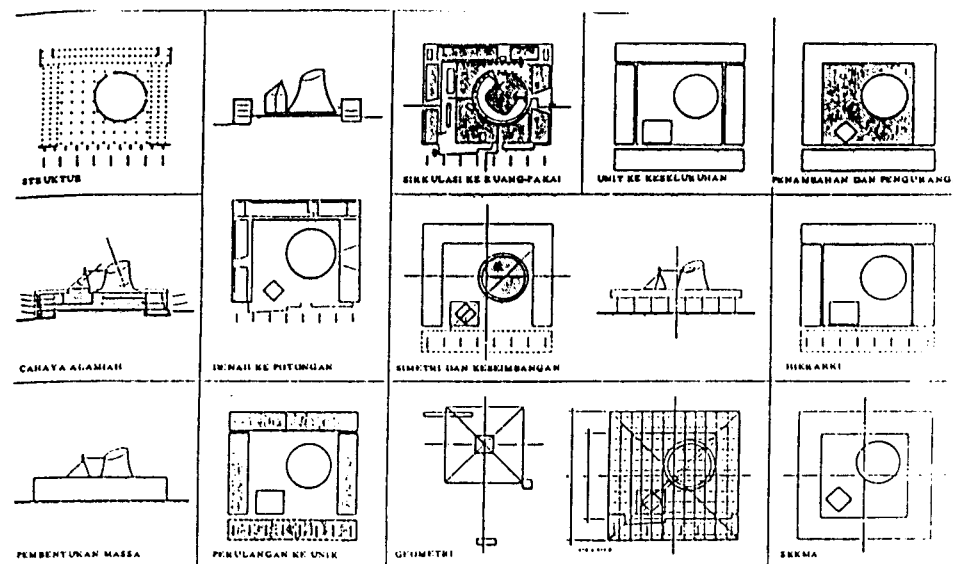 STRUKTUR
SIRKULASI KE RUANG-PAKAI
UNIT KE KESELURUHAN
PENAMBAHAN DAN PENGURANG
CAHAYA ALAMIAH
DENAH KE POTONGAN
SIMETRI DAN KESEIMBANGAN
HIRARKI
PEMBENTUKAN MASSA
PERULANGAN KE UNIK
GEOMETRI
SKEMA